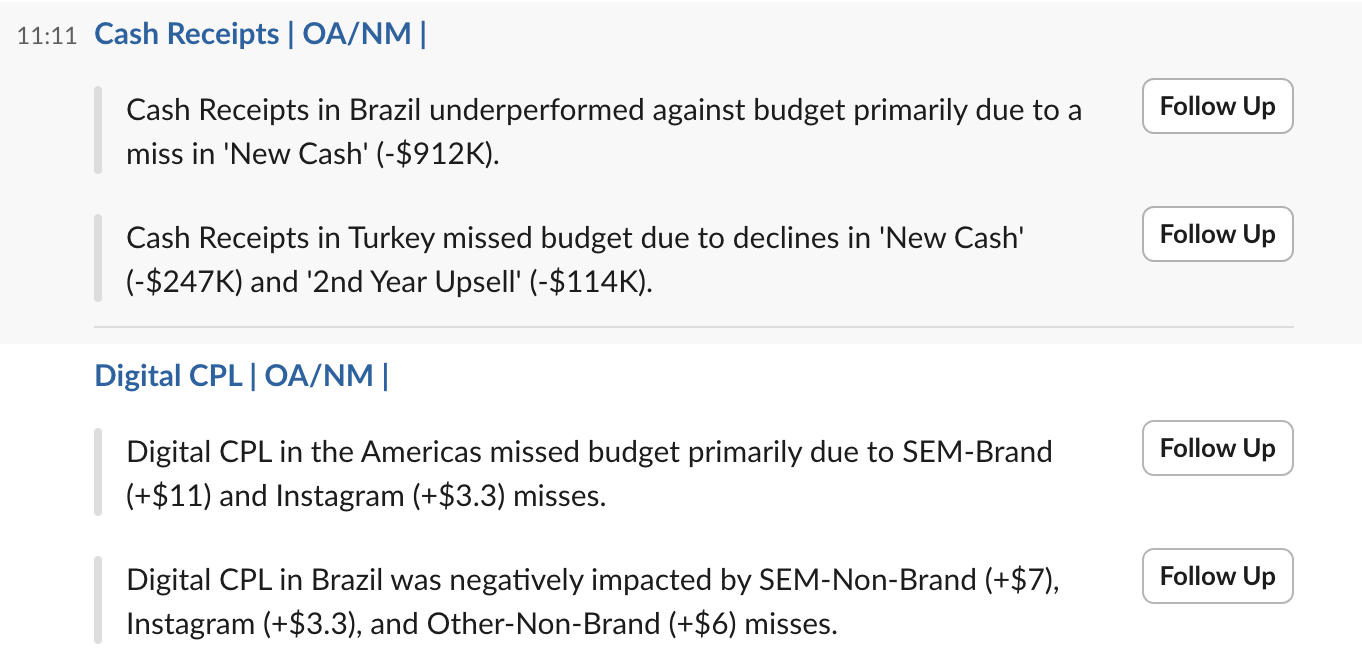 11:11 Cash Receipts | OA/NM |
Cash Receipts in Brazil underperformed against budget primarily due to a
miss in 'New Cash' (-$912K).
Follow Up
Cash Receipts in Turkey missed budget due to declines in 'New Cash'
(-$247K) and '2nd Year Upsell' (-$114K).
Follow Up
Digital CPL | OA/NM |
Digital CPL in the Americas missed budget primarily due to SEM-Brand
(+$11) and Instagram (+$3.3) misses.
Follow Up
Digital CPL in Brazil was negatively impacted by SEM-Non-Brand (+$7),
Instagram (+$3.3), and Other-Non-Brand (+$6) misses.
Follow Up